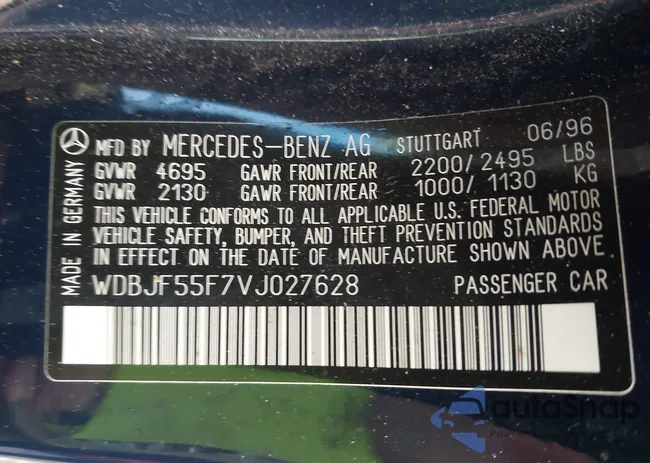 MFD BY MERCEDES-BENZ AG STUTTGART 06/96
GVWR 4695 GAWR FRONT/REAR 2200/2495 LBS
GVWR 2130 GAWR FRONT/REAR 1000/1130 KG
THIS VEHICLE CONFORMS TO ALL APPLICABLE U.S. FEDERAL MOTOR
VEHICLE SAFETY, BUMPER, AND THEFT PREVENTION STANDARDS
IN EFFECT ON THE DATE OF MANUFACTURE SHOWN ABOVE
WDBJF55F7VJ027628 PASSENGER CAR
MADE IN GERMANY
autoSnap